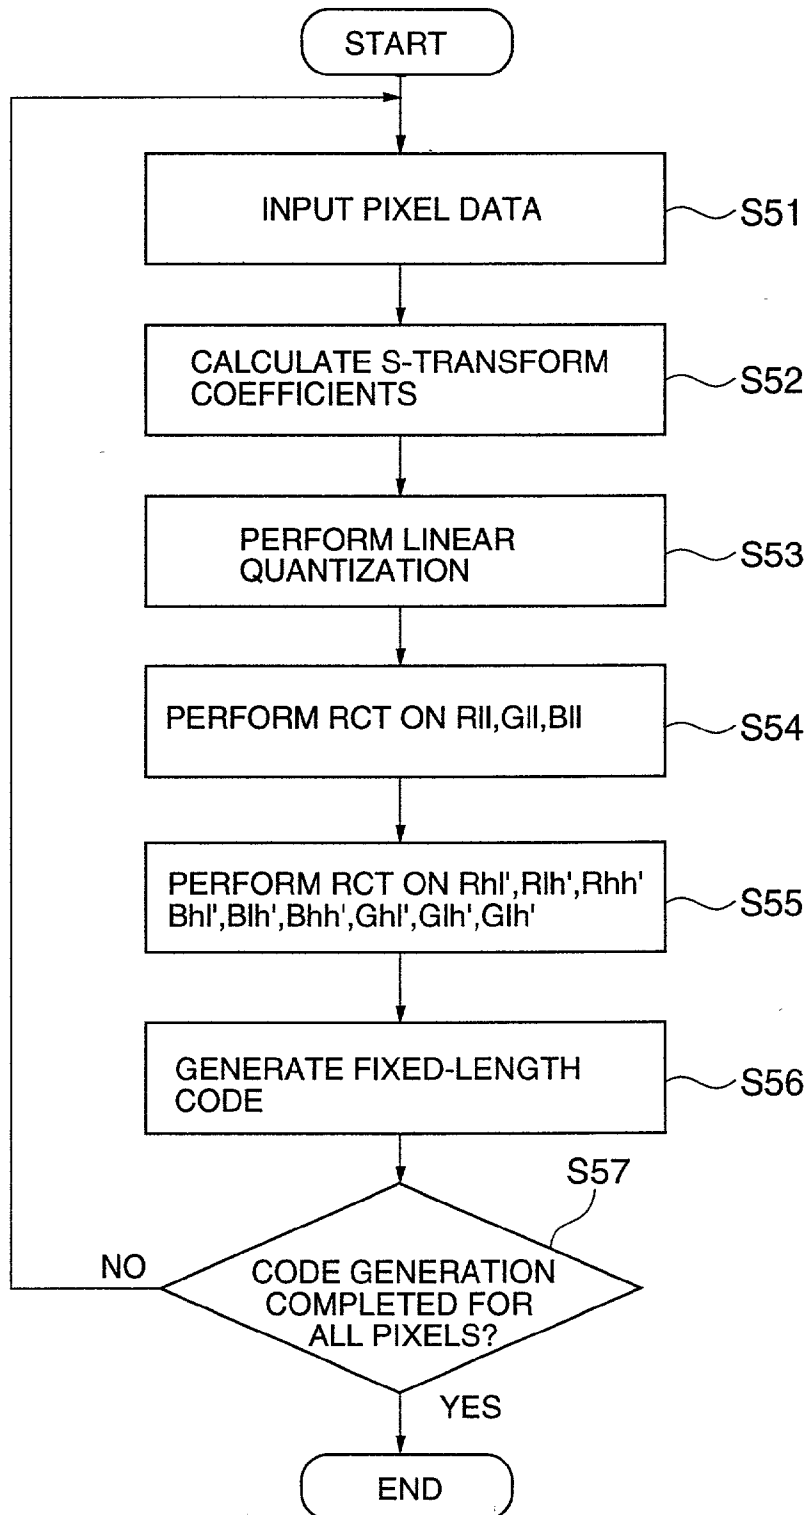 START
INPUT PIXEL DATA
S51
CALCULATE S-TRANSFORM
COEFFICIENTS
S52
PERFORM LINEAR
QUANTIZATION
S53
PERFORM RCT ON Rll,Gll,Bll
S54
PERFORM RCT ON Rhl',Rlh',Rhh'
Bhl',Blh',Bhh',Ghl',Glh',Glh'
S55
GENERATE FIXED-LENGTH
CODE
S56
S57
NO
CODE GENERATION
COMPLETED FOR
ALL PIXELS?
YES
END